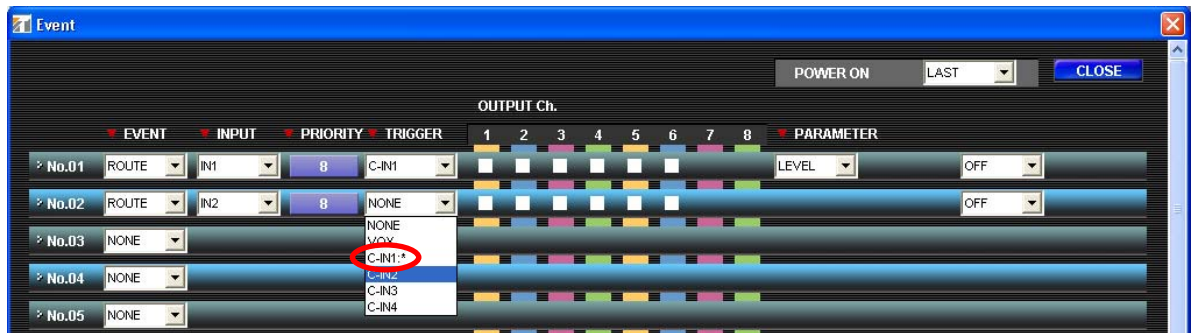 Event
POWER ON LAST CLOSE
OUTPUT Ch.
EVENT INPUT PRIORITY TRIGGER 1 2 3 4 5 6 7 8 PARAMETER
No.01 ROUTE IN1 8 C-IN1 LEVEL OFF
No.02 ROUTE IN2 8 NONE OFF
NONE
VOX
No.03 NONE
C-IN1:*
No.04 NONE
C-IN2
C-IN3
C-IN4
No.05 NONE